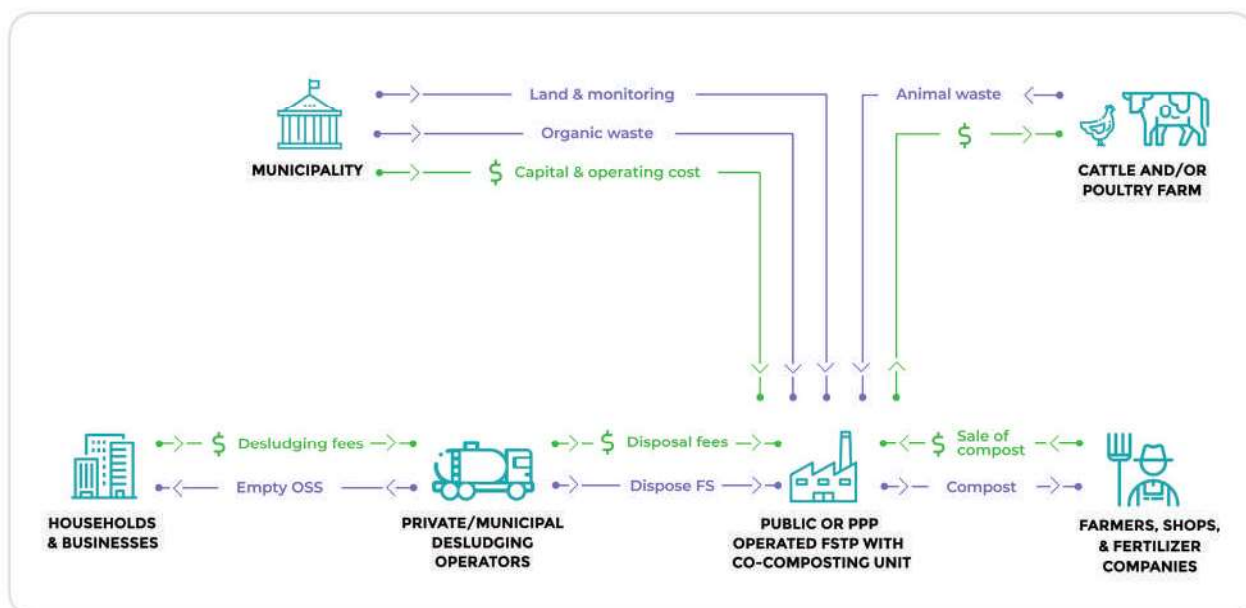 Land & monitoring
Animal waste
Organic waste
$
MUNICIPALITY
$ Capital & operating cost
CATTLE AND/OR
POULTRY FARM
$ Desludging fees
$ Disposal fees
$ Sale of
compost
Empty OSS
Dispose FS
Compost
HOUSEHOLDS
& BUSINESSES
PRIVATE/MUNICIPAL
DESLUDGING
OPERATORS
PUBLIC OR PPP
OPERATED FSTP WITH
CO-COMPOSTING UNIT
FARMERS, SHOPS,
& FERTILIZER
COMPANIES